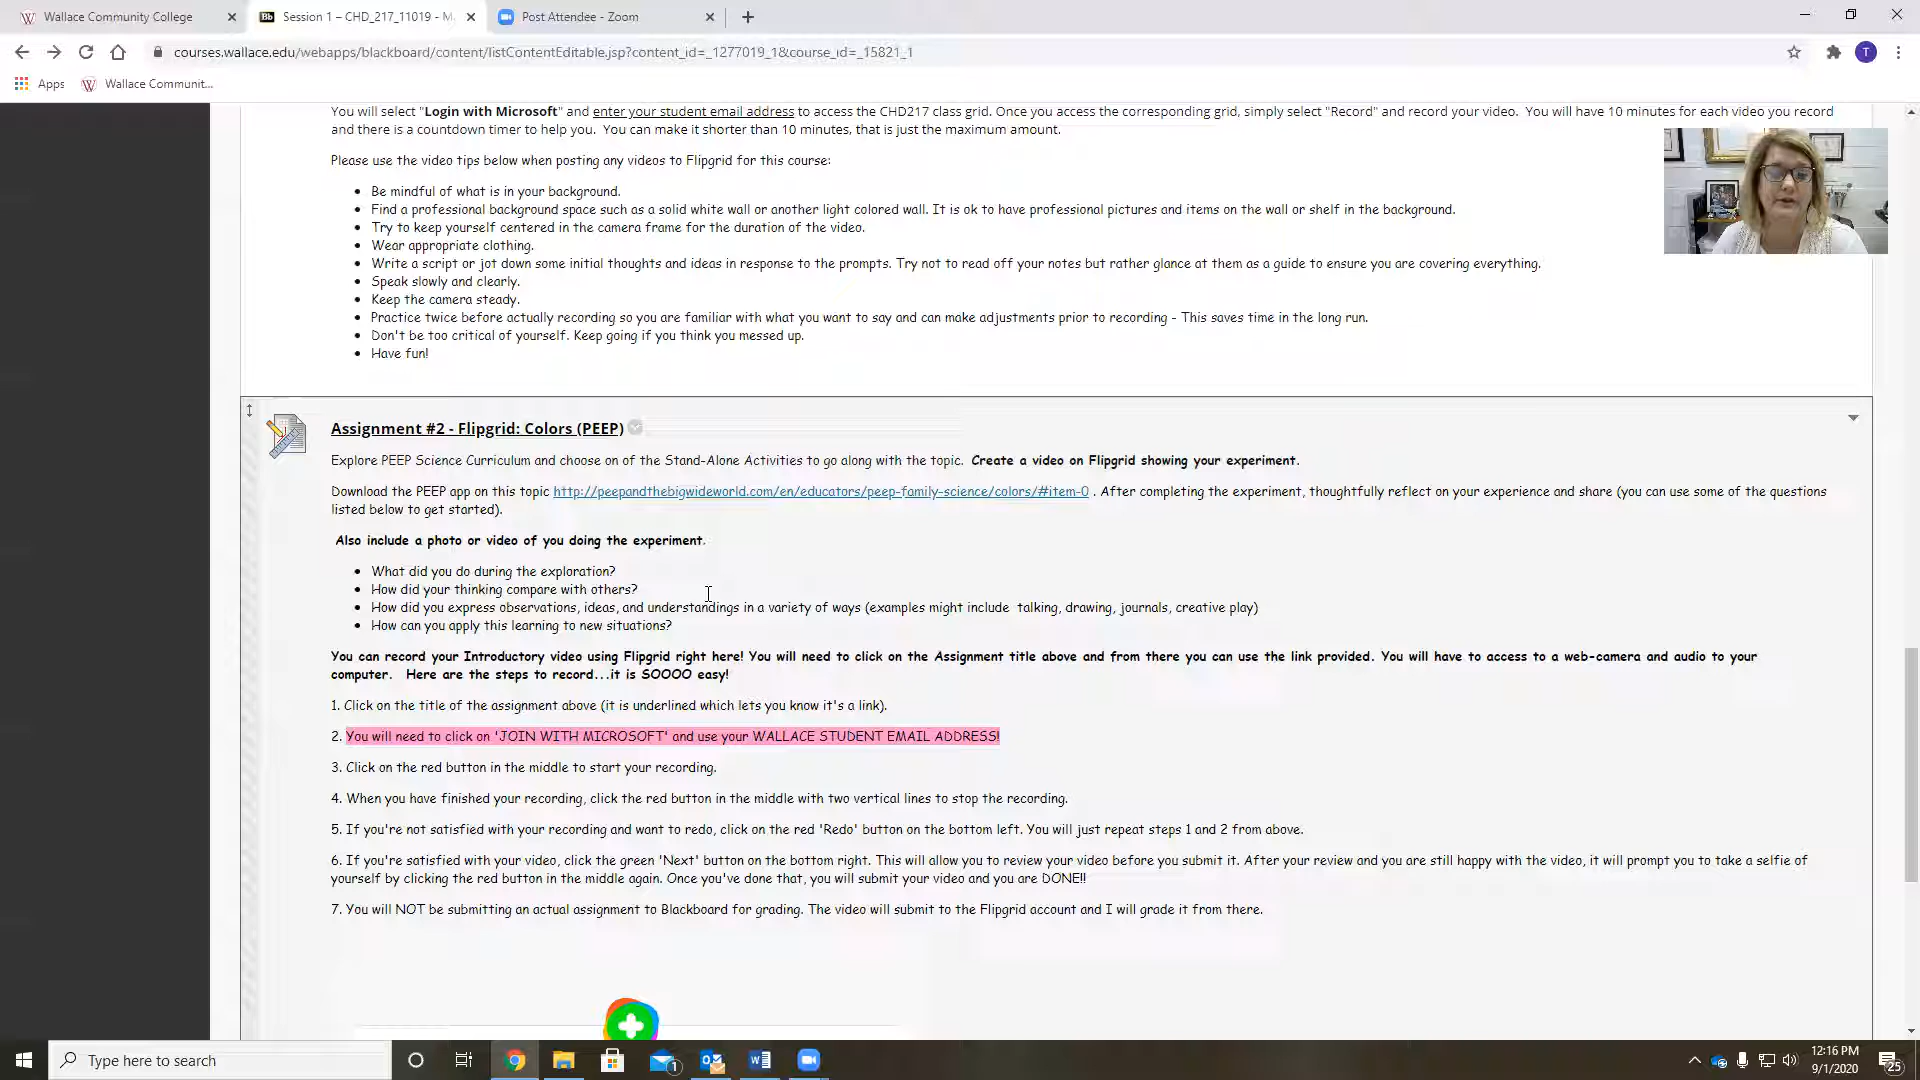 Wallace Community College
Bb Session 1 – CHD_217_11019 - M
Post Attendee - Zoom
courses.wallace.edu/webapps/blackboard/content/listContentEditable.jsp?content_id=_1277019_1&course_id=_15821_1
T
Apps
Wallace Communit...
You will select "Login with Microsoft" and enter your student email address to access the CHD217 class grid. Once you access the corresponding grid, simply select "Record" and record your video. You will have 10 minutes for each video you record
and there is a countdown timer to help you. You can make it shorter than 10 minutes, that is just the maximum amount.
Please use the video tips below when posting any videos to Flipgrid for this course:
• Be mindful of what is in your background.
• Find a professional background space such as a solid white wall or another light colored wall. It is ok to have professional pictures and items on the wall or shelf in the background.
• Try to keep yourself centered in the camera frame for the duration of the video.
• Wear appropriate clothing.
• Write a script or jot down some initial thoughts and ideas in response to the prompts. Try not to read off your notes but rather glance at them as a guide to ensure you are covering everything.
• Speak slowly and clearly.
• Keep the camera steady.
• Practice twice before actually recording so you are familiar with what you want to say and can make adjustments prior to recording - This saves time in the long run.
• Don't be too critical of yourself. Keep going if you think you messed up.
• Have fun!
Assignment #2 - Flipgrid: Colors (PEEP)
Explore PEEP Science Curriculum and choose on of the Stand-Alone Activities to go along with the topic. Create a video on Flipgrid showing your experiment.
Download the PEEP app on this topic http://peepandthebigwideworld.com/en/educators/peep-family-science/colors/#item-0 . After completing the experiment, thoughtfully reflect on your experience and share (you can use some of the questions
listed below to get started).
Also include a photo or video of you doing the experiment.
• What did you do during the exploration?
• How did your thinking compare with others?
• How did you express observations, ideas, and understandings in a variety of ways (examples might include talking, drawing, journals, creative play)
• How can you apply this learning to new situations?
You can record your Introductory video using Flipgrid right here! You will need to click on the Assignment title above and from there you can use the link provided. You will have to access to a web-camera and audio to your
computer. Here are the steps to record...it is SOOOO easy!
1. Click on the title of the assignment above (it is underlined which lets you know it's a link).
2. You will need to click on 'JOIN WITH MICROSOFT' and use your WALLACE STUDENT EMAIL ADDRESS!
3. Click on the red button in the middle to start your recording.
4. When you have finished your recording, click the red button in the middle with two vertical lines to stop the recording.
5. If you're not satisfied with your recording and want to redo, click on the red 'Redo' button on the bottom left. You will just repeat steps 1 and 2 from above.
6. If you're satisfied with your video, click the green 'Next' button on the bottom right. This will allow you to review your video before you submit it. After your review and you are still happy with the video, it will prompt you to take a selfie of
yourself by clicking the red button in the middle again. Once you've done that, you will submit your video and you are DONE!!
7. You will NOT be submitting an actual assignment to Blackboard for grading. The video will submit to the Flipgrid account and I will grade it from there.
Type here to search
1
12:16 PM
9/1/2020
25